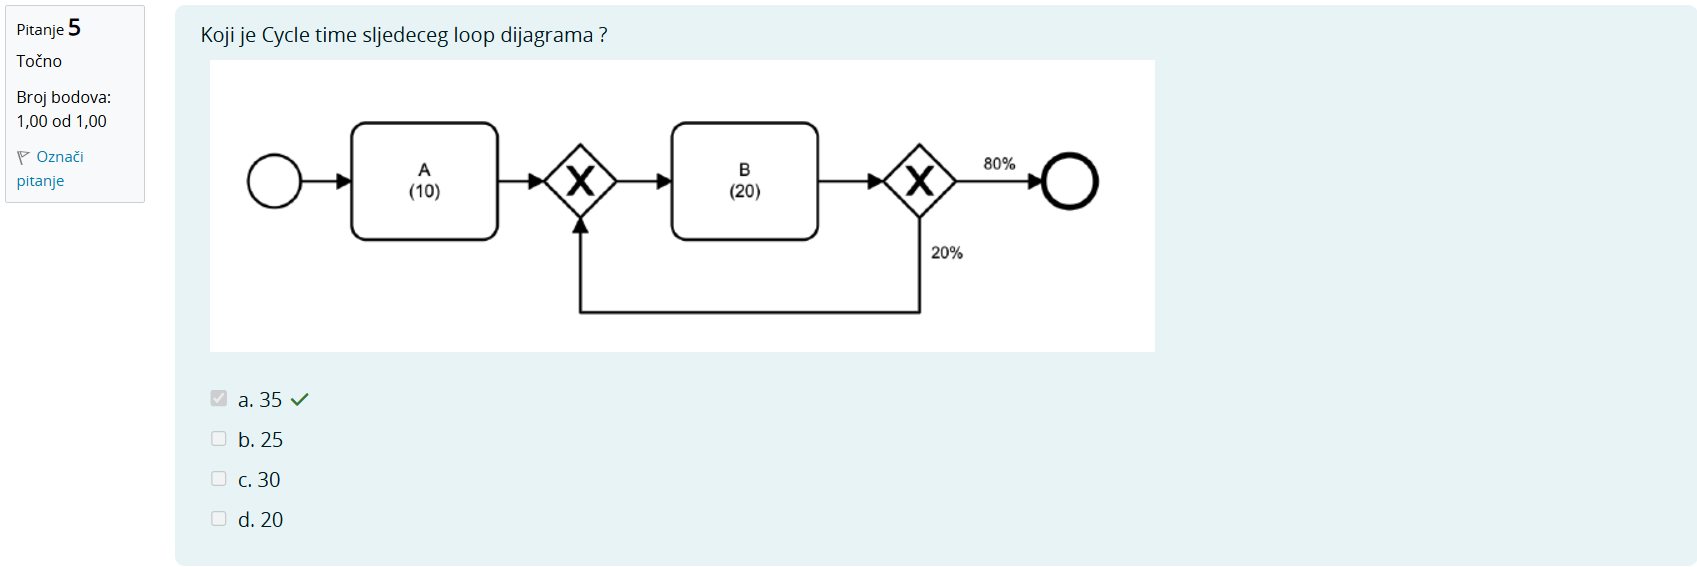 Pitanje 5
Točno
Broj bodova:
1,00 od 1,00
Označi
pitanje
Koji je Cycle time sljedeceg loop dijagrama ?
A
(10)
X
B
(20)
X
80%
20%
a. 35
b. 25
c. 30
d. 20